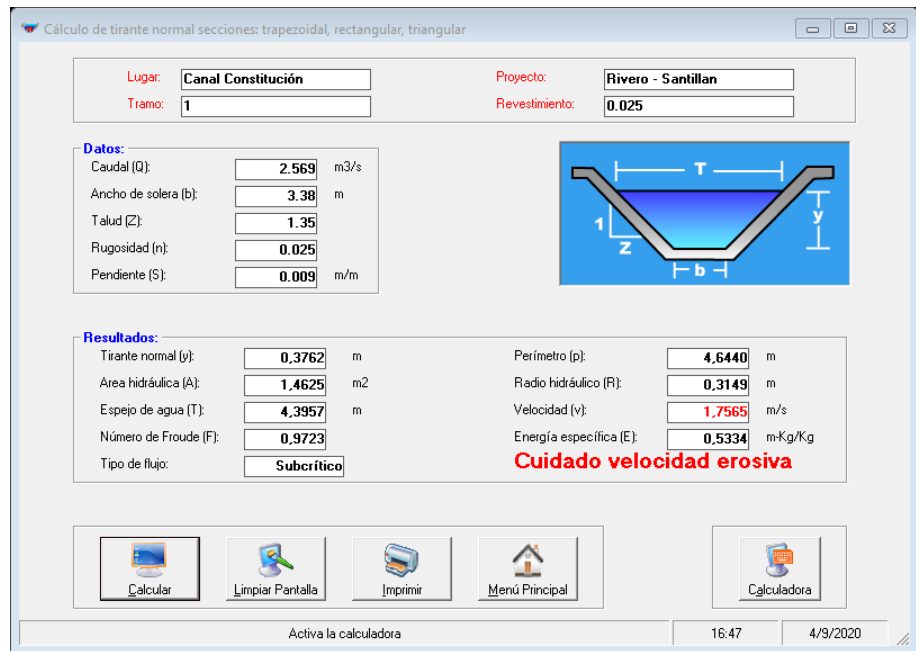 Cálculo de tirante normal secciones: trapezoidal, rectangular, triangular
Lugar: Canal Constitución Proyecto: Rivero - Santillan
Tramo: 1 Revestimiento: 0.025
Datos:
Caudal (Q): 2.569 m3/s
Ancho de solera (b): 3.38 m
Talud (Z): 1.35
Rugosidad (n): 0.025
Pendiente (S): 0.009 m/m
T
y
1
Z
b
Resultados:
Tirante normal (y): 0,3762 m Perímetro (p): 4,6440 m
Area hidráulica (A): 1,4625 m2 Radio hidráulico (R): 0,3149 m
Espejo de agua (T): 4,3957 m Velocidad (v): 1,7565 m/s
Número de Froude (F): 0,9723 Energía específica (E): 0,5334 m-Kg/Kg
Tipo de flujo: Subcrítico Cuidado velocidad erosiva
Calcular Limpiar Pantalla Imprimir Menú Principal Calculadora
Activa la calculadora 16:47 4/9/2020